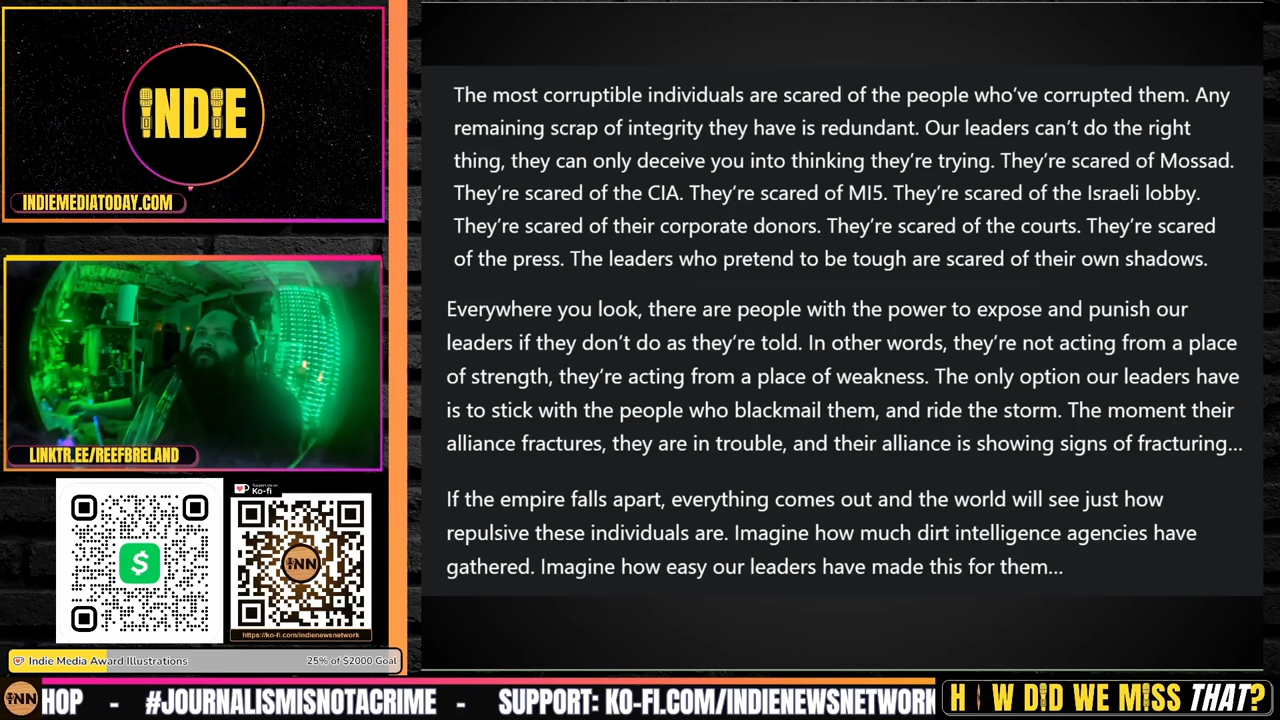 INDIE
INDIEMEDIATODAY.COM
LINKTR.EE/REEFBRELAND
Support me on
Ko-fi
$
INN
https://ko-fi.com/indienewsnetwork
Indie Media Award Illustrations 25% of $2000 Goal
The most corruptible individuals are scared of the people who've corrupted them. Any
remaining scrap of integrity they have is redundant. Our leaders can't do the right
thing, they can only deceive you into thinking they're trying. They're scared of Mossad.
They're scared of the CIA. They're scared of MI5. They're scared of the Israeli lobby.
They're scared of their corporate donors. They're scared of the courts. They're scared
of the press. The leaders who pretend to be tough are scared of their own shadows.
Everywhere you look, there are people with the power to expose and punish our
leaders if they don't do as they're told. In other words, they're not acting from a place
of strength, they're acting from a place of weakness. The only option our leaders have
is to stick with the people who blackmail them, and ride the storm. The moment their
alliance fractures, they are in trouble, and their alliance is showing signs of fracturing...
If the empire falls apart, everything comes out and the world will see just how
repulsive these individuals are. Imagine how much dirt intelligence agencies have
gathered. Imagine how easy our leaders have made this for them...
INN HOP - #JOURNALISMISNOTACRIME - SUPPORT: KO-FI.COM/INDIENEWSNETWORK
HOW DID WE MISS THAT?